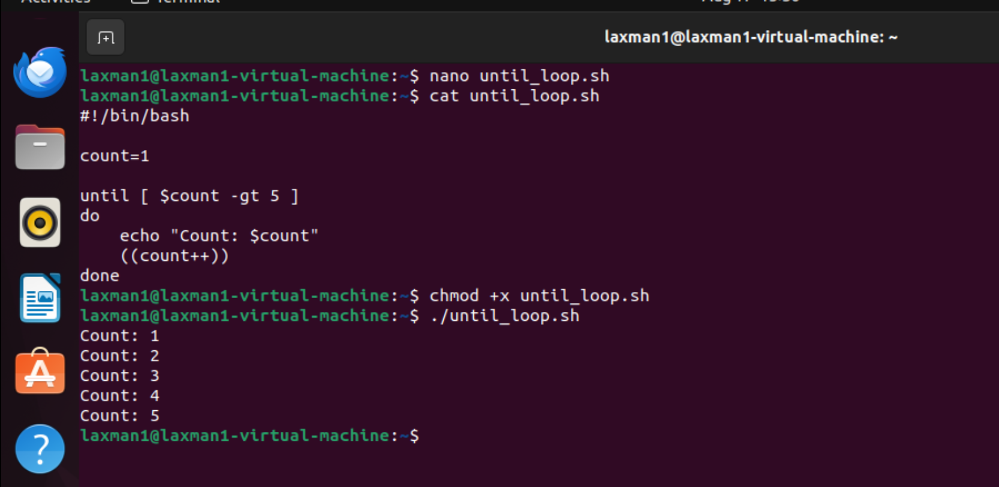 Activities Terminal
laxman1@laxman1-virtual-machine: ~
laxman1@laxman1-virtual-machine:~$ nano until_loop.sh
laxman1@laxman1-virtual-machine:~$ cat until_loop.sh
#!/bin/bash
count=1
until [ $count -gt 5 ]
do
    echo "Count: $count"
    ((count++))
done
laxman1@laxman1-virtual-machine:~$ chmod +x until_loop.sh
laxman1@laxman1-virtual-machine:~$ ./until_loop.sh
Count: 1
Count: 2
Count: 3
Count: 4
Count: 5
laxman1@laxman1-virtual-machine:~$